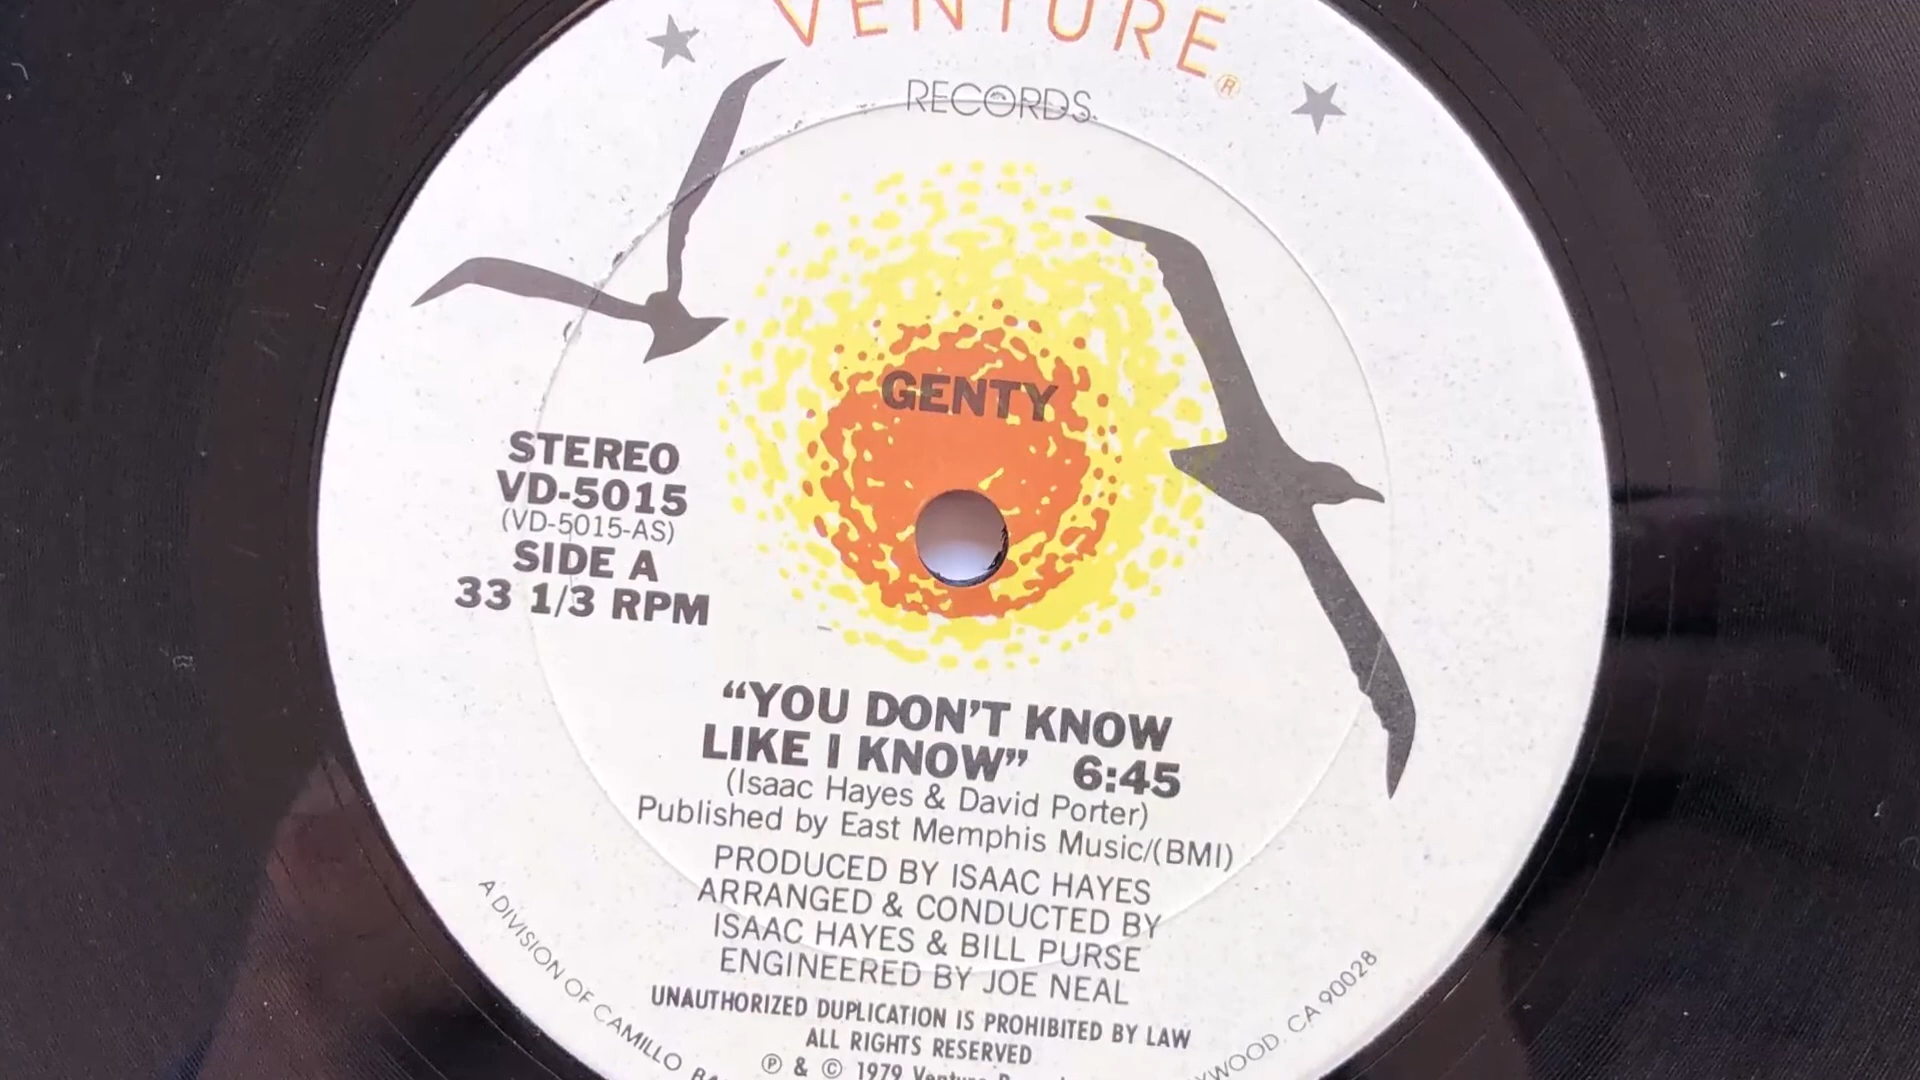 VENTURE®
RECORDS
GENTY
STEREO
VD-5015
(VD-5015-AS)
SIDE A
33 1/3 RPM
“YOU DON’T KNOW
LIKE I KNOW” 6:45
(Isaac Hayes & David Porter)
Published by East Memphis Music/(BMI)
PRODUCED BY ISAAC HAYES
ARRANGED & CONDUCTED BY
ISAAC HAYES & BILL PURSE
ENGINEERED BY JOE NEAL
UNAUTHORIZED DUPLICATION IS PROHIBITED BY LAW
ALL RIGHTS RESERVED
℗ & © 1979 Venture
A DIVISION OF CAMILLO
CA 90028